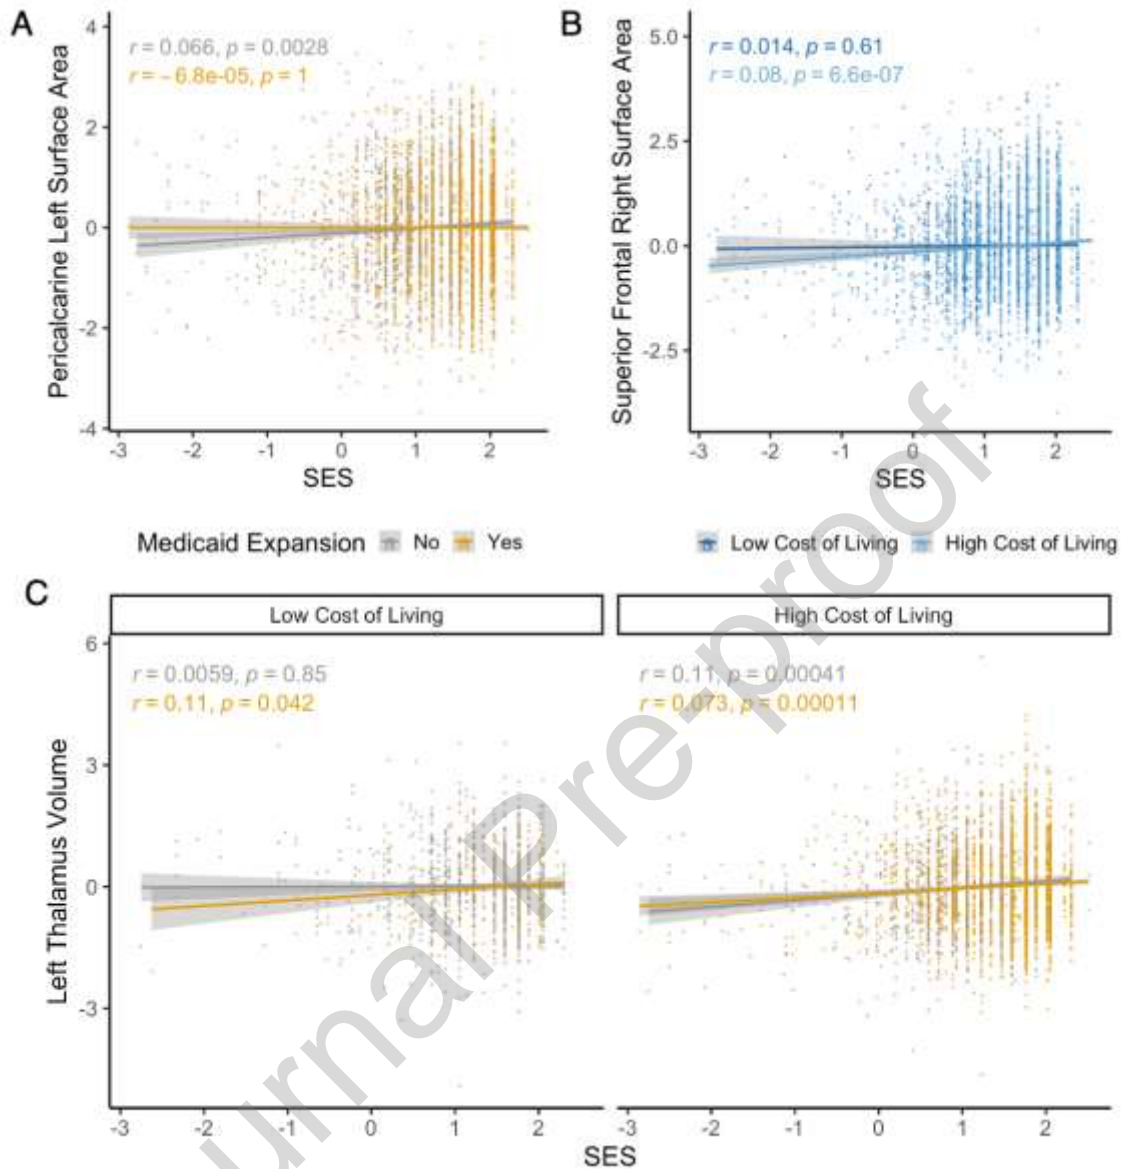 A
B
r = 0.066, p = 0.0028
r = −6.8e-05, p = 1
r = 0.014, p = 0.61
r = 0.08, p = 6.6e-07
Pericalcarine Left Surface Area
4
2
0
-2
-4
-3 -2 -1 0 1 2
SES
Superior Frontal Right Surface Area
5.0
2.5
0.0
-2.5
-3 -2 -1 0 1 2
SES
Medicaid Expansion No Yes
Low Cost of Living High Cost of Living
C
Low Cost of Living
High Cost of Living
r = 0.0059, p = 0.85
r = 0.11, p = 0.042
r = 0.11, p = 0.00041
r = 0.073, p = 0.00011
Left Thalamus Volume
6
3
0
-3
-3 -2 -1 0 1 2
-3 -2 -1 0 1 2
SES
urnal Pre-proof